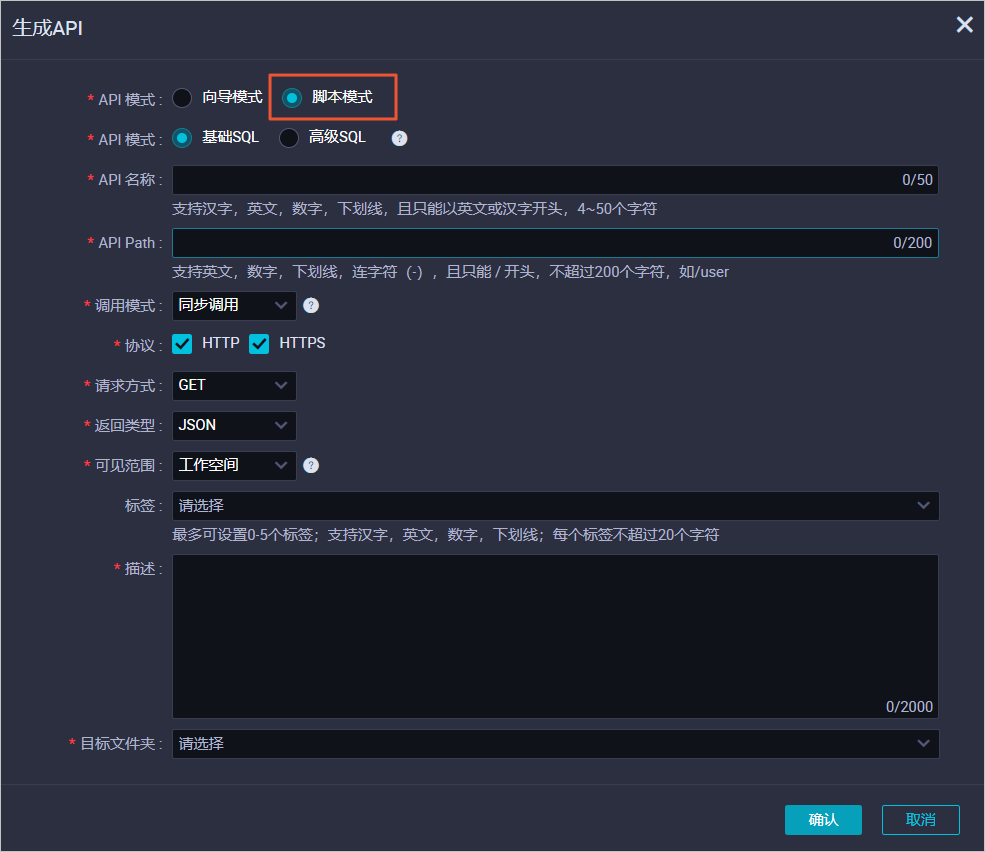 生成API
* API 模式 : 向导模式 脚本模式
* API 模式 : 基础SQL 高级SQL ?
* API 名称 : 0/50
支持汉字，英文，数字，下划线，且只能以英文或汉字开头，4~50个字符
* API Path : 0/200
支持英文，数字，下划线，连字符（-），且只能 / 开头，不超过200个字符，如/user
* 调用模式 : 同步调用 ?
* 协议 : HTTP HTTPS
* 请求方式 : GET
* 返回类型 : JSON
* 可见范围 : 工作空间 ?
标签 : 请选择
最多可设置0-5个标签；支持汉字，英文，数字，下划线；每个标签不超过20个字符
* 描述 :
0/2000
* 目标文件夹 : 请选择
确认 取消